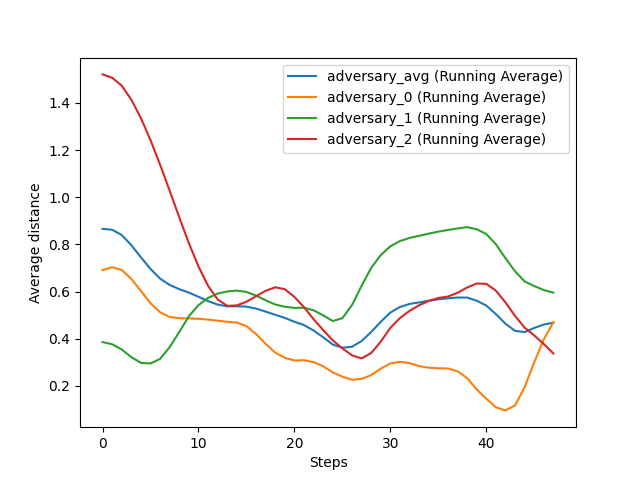 adversary_avg (Running Average)
adversary_0 (Running Average)
adversary_1 (Running Average)
adversary_2 (Running Average)
Average distance
1.4
1.2
1.0
0.8
0.6
0.4
0.2
0 10 20 30 40
Steps